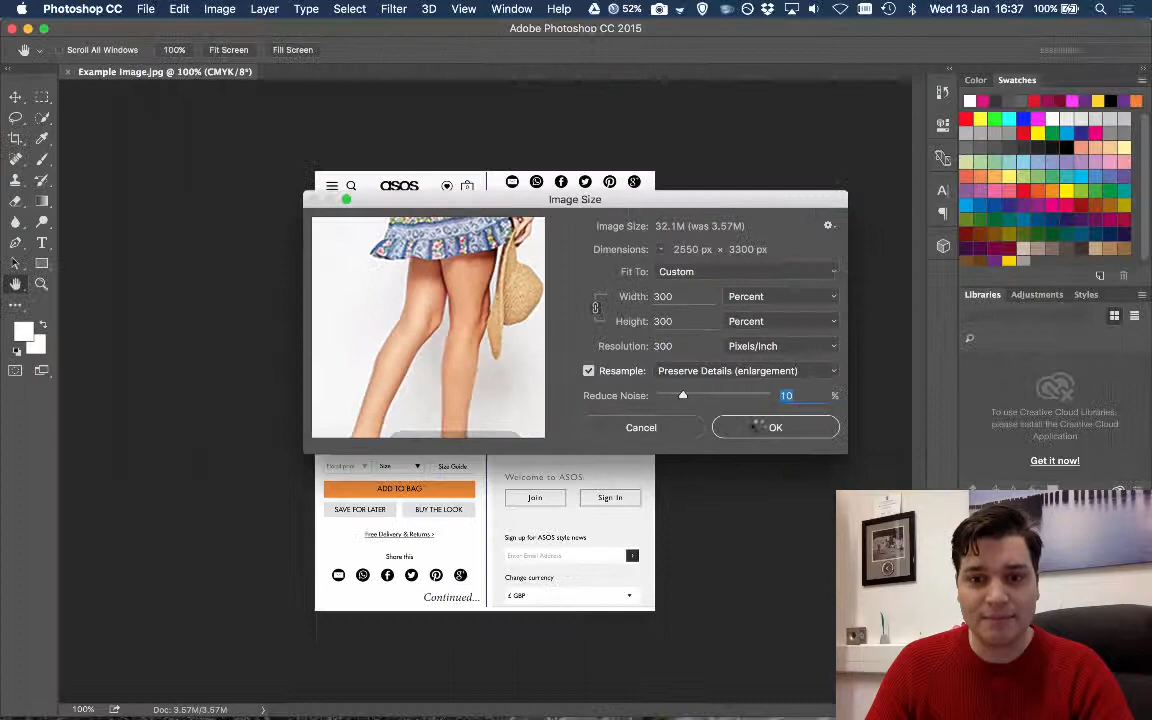 Photoshop CC File Edit Image Layer Type Select Filter 3D View Window Help 52% Wed 13 Jan 16:37 100%
Adobe Photoshop CC 2015
Scroll All Windows 100% Fit Screen Fill Screen
× Example Image.jpg @ 100% (CMYK/8*)
Color Swatches
asos
Image Size
Image Size: 32.1M (was 3.57M)
Dimensions: 2550 px × 3300 px
Fit To: Custom
Width: 300 Percent
Height: 300 Percent
Resolution: 300 Pixels/Inch
Resample: Preserve Details (enlargement)
Reduce Noise: 10 %
Cancel OK
Libraries Adjustments Styles
To use Creative Cloud Libraries,
please install the Creative Cloud
Application
Get it now!
Size Size Guide
ADD TO BAG
SAVE FOR LATER BUY THE LOOK
Free Delivery & Returns >
Share this
Continued...
Welcome to ASOS
Join Sign In
Sign up for ASOS style news
Enter Email Address
Change currency
£ GBP
100% Doc: 3.57M/3.57M